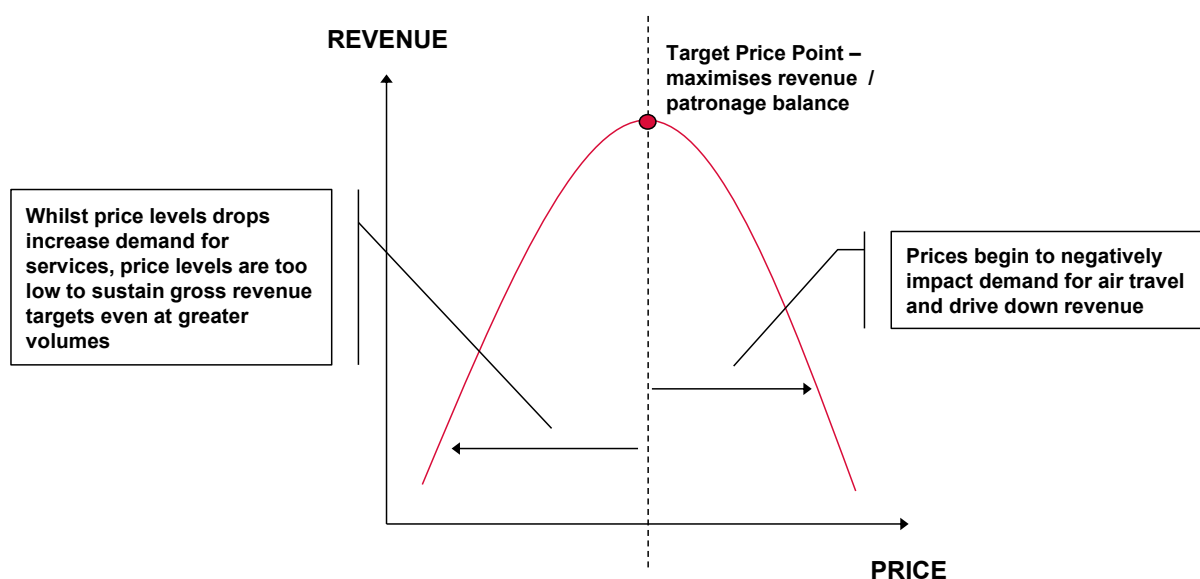 REVENUE
Target Price Point –
maximises revenue /
patronage balance
Whilst price levels drops
increase demand for
services, price levels are too
low to sustain gross revenue
targets even at greater
volumes
Prices begin to negatively
impact demand for air travel
and drive down revenue
PRICE